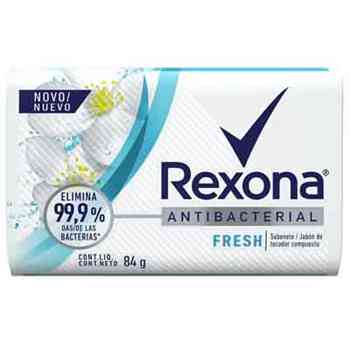 NOVO/
NUEVO
Rexona®
ANTIBACTERIAL
ELIMINA
99,9%
DAS/DE LAS
BACTERIAS*
FRESH
Sabonete / Jabón de
tocador compuesto
CONT.LIQ.
CONT.NETO 84 g